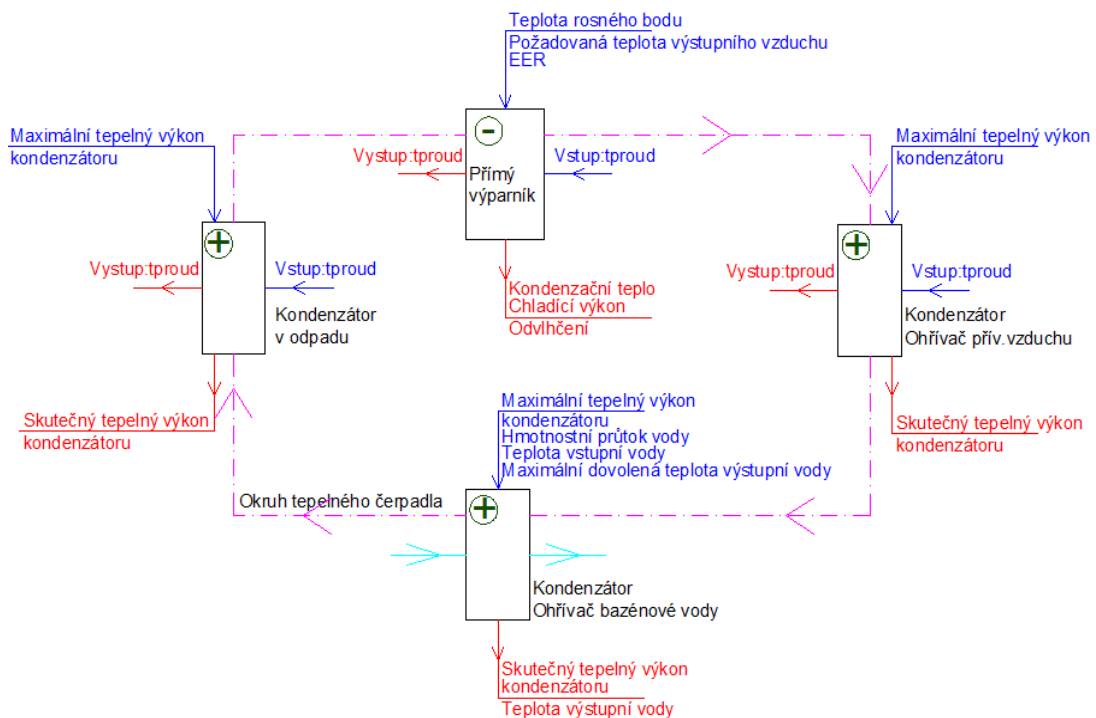 Teplota rosného bodu
Požadovaná teplota výstupního vzduchu
EER
Maximální tepelný výkon
kondenzátoru
Vystup:tproud
Vstup:tproud
Přímý
výparník
Maximální tepelný výkon
kondenzátoru
Vystup:tproud
Vstup:tproud
Kondenzátor
v odpadu
Kondenzační teplo
Chladící výkon
Odvlhčení
Vystup:tproud
Vstup:tproud
Kondenzátor
Ohřívač přív.vzduchu
Skutečný tepelný výkon
kondenzátoru
Maximální tepelný výkon
kondenzátoru
Hmotnostní průtok vody
Teplota vstupní vody
Maximální dovolená teplota výstupní vody
Skutečný tepelný výkon
kondenzátoru
Okruh tepelného čerpadla
Kondenzátor
Ohřívač bazénové vody
Skutečný tepelný výkon
kondenzátoru
Teplota výstupní vody